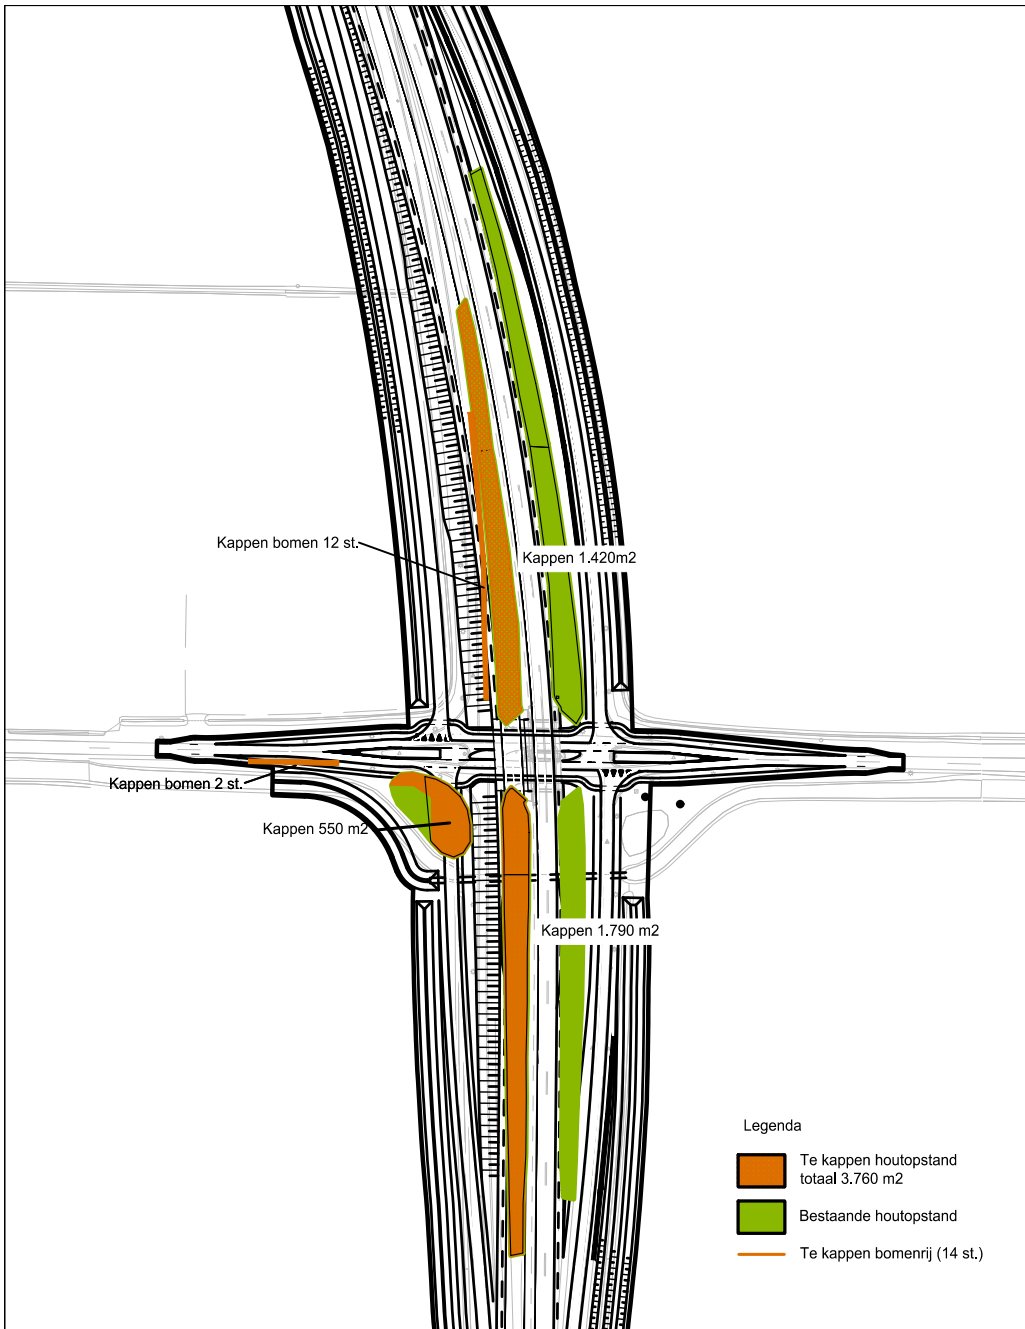 Kappen bomen 12 st.
Kappen 1.420m2
Kappen bomen 2 st.
Kappen 550 m2
Kappen 1.790 m2
Legenda
Te kappen houtopstand
totaal 3.760 m2
Bestaande houtopstand
Te kappen bomenrij (14 st.)